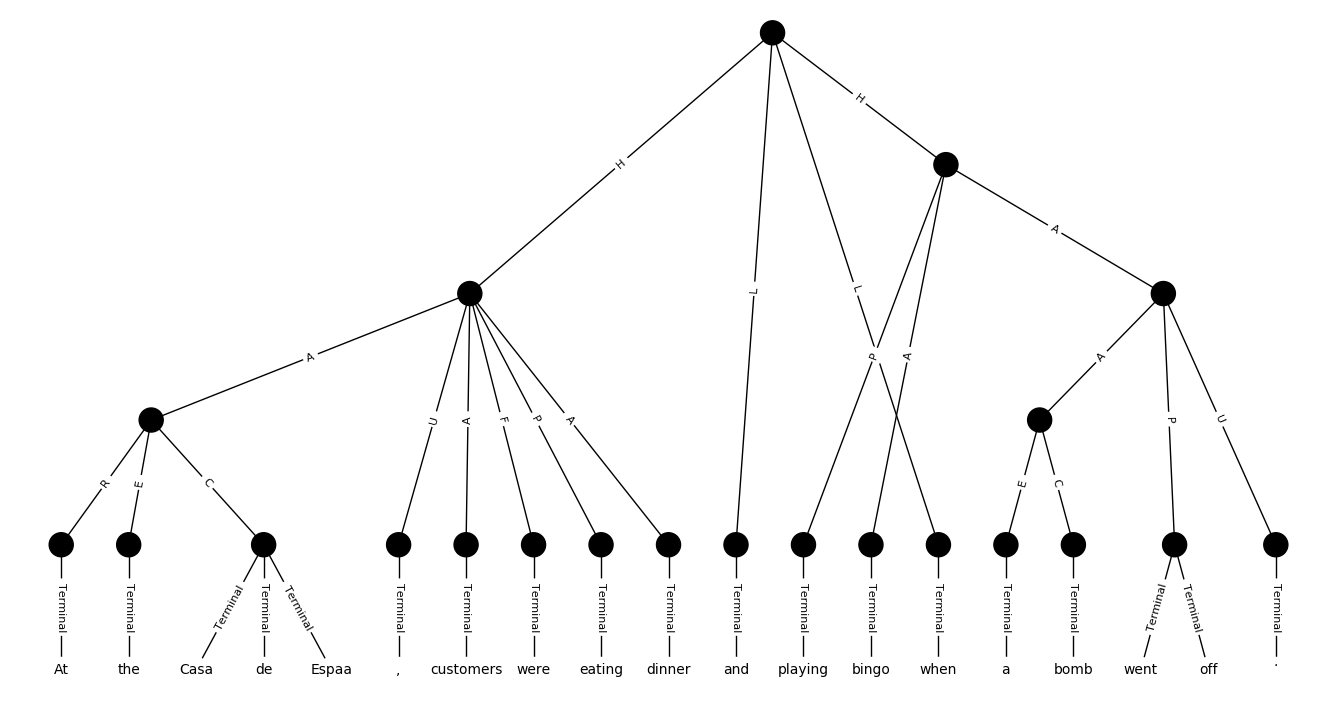 H
H
L
L
A
A
P
A
A
U
A
F
P
A
P
U
R
E
C
E
C
Terminal Terminal Terminal Terminal Terminal Terminal Terminal Terminal Terminal Terminal Terminal Terminal Terminal Terminal Terminal Terminal Terminal Terminal Terminal
At the Casa de Espaa , customers were eating dinner and playing bingo when a bomb went off .